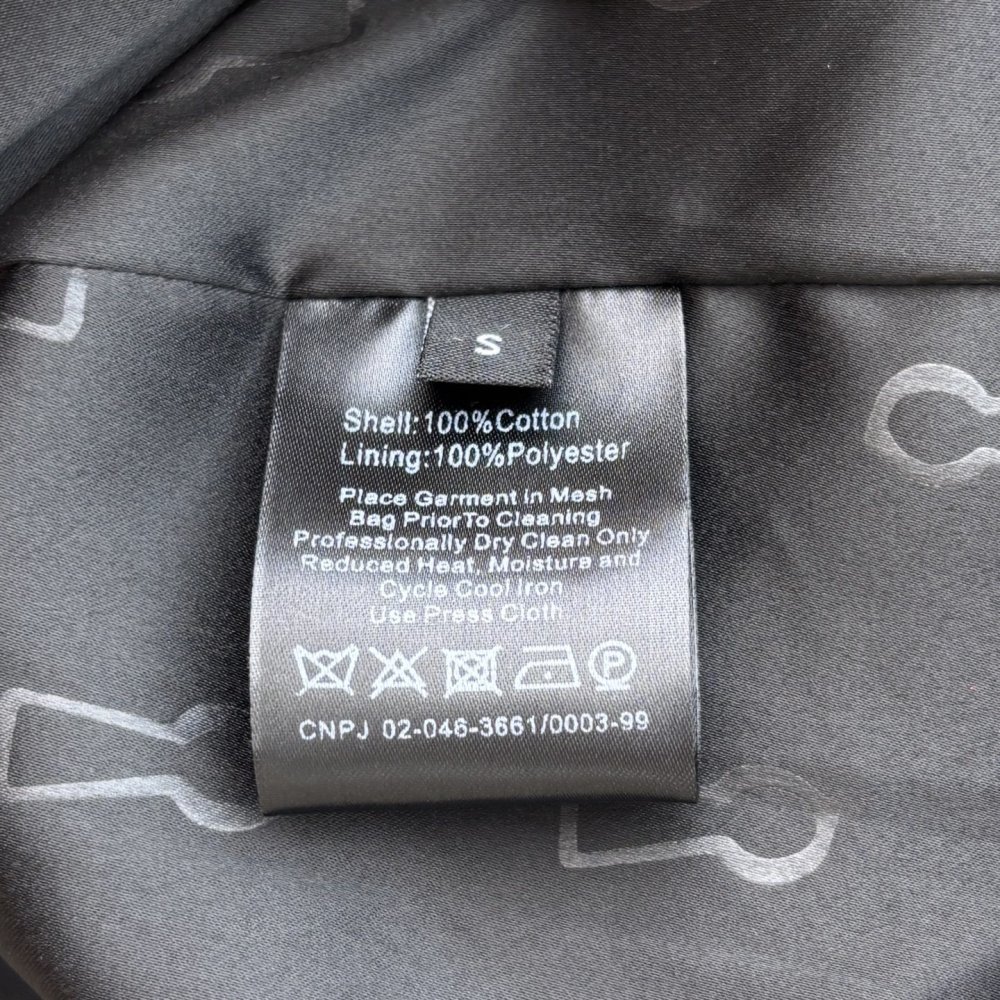 S
Shell:100%Cotton
Lining:100%Polyester
Place Garment in Mesh
Bag PriorTo Cleaning
Professionally Dry Clean Only
Reduced Heat, Moisture and
Cycle Cool Iron
Use Press Cloth
P
CNPJ 02-046-3661/0003-99